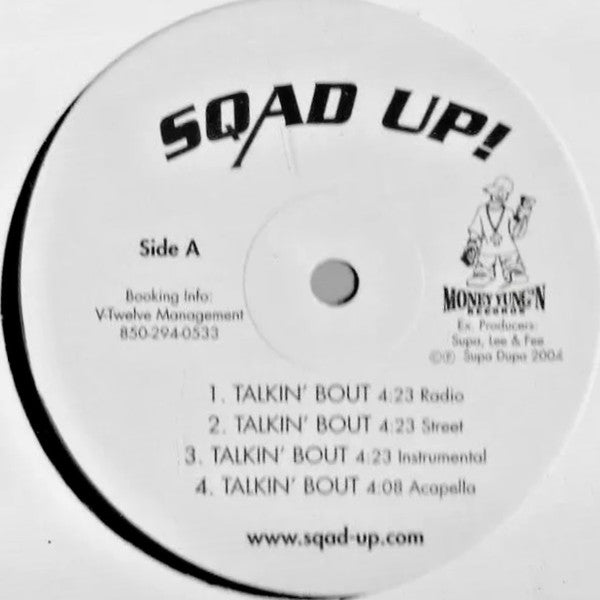 SQAD UP!
Side A
Booking Info:
V-Twelve Management
850-294-0533
MONEY YUNG'N
RECORDS
Ex. Producers:
Supa, Lee & Fee
©℗ Supa Dupa 2004
1. TALKIN' BOUT 4:23 Radio
2. TALKIN' BOUT 4:23 Street
3. TALKIN' BOUT 4:23 Instrumental
4. TALKIN' BOUT 4:08 Acapella
www.sqad-up.com